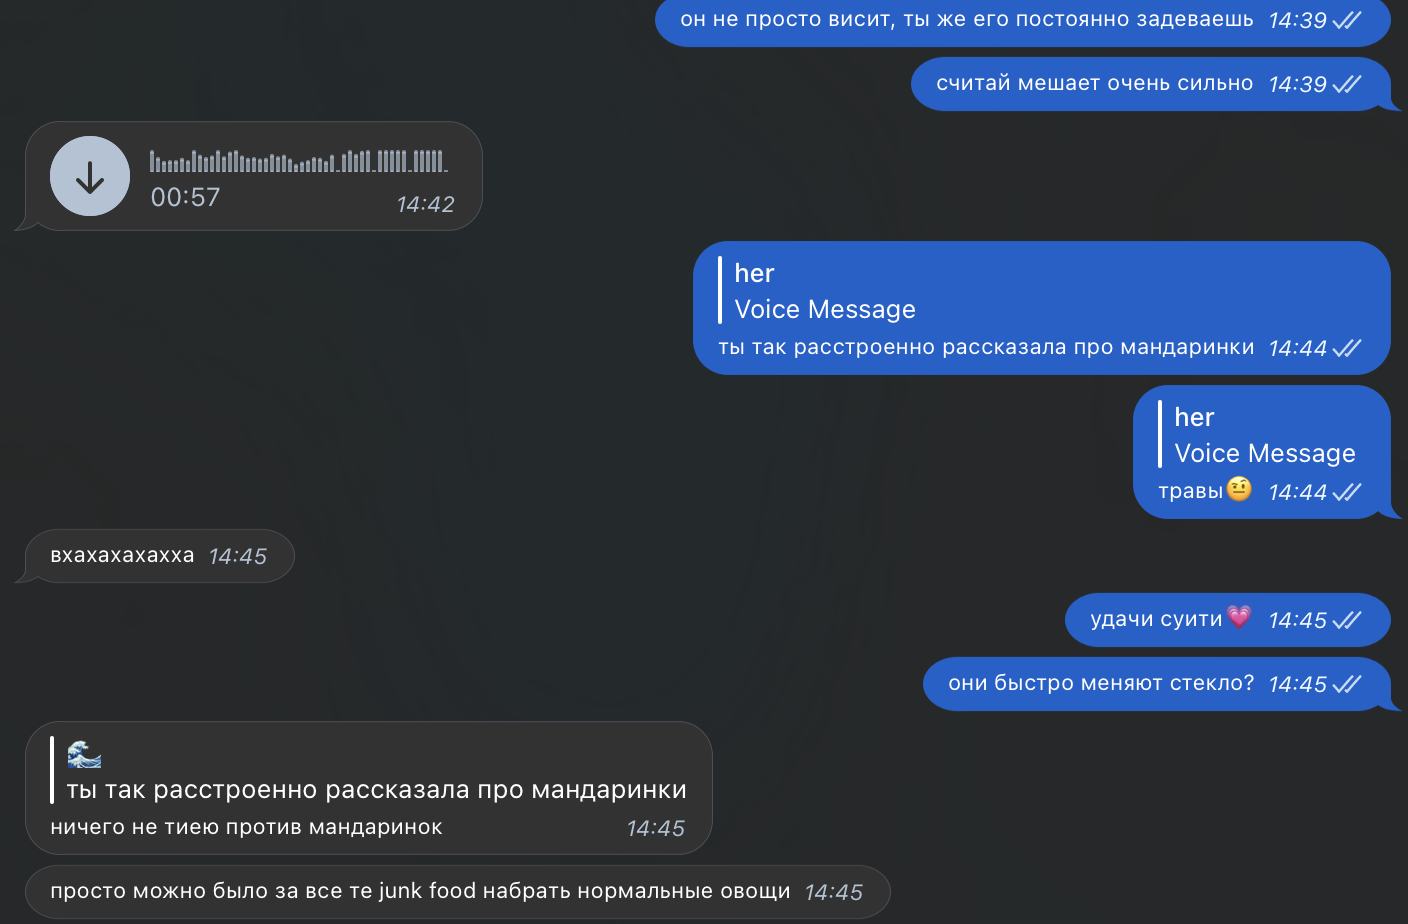 он не просто висит, ты же его постоянно задеваешь 14:39
считай мешает очень сильно 14:39
00:57 14:42
her
Voice Message
ты так расстроенно рассказала про мандаринки 14:44
her
Voice Message
травы🤨 14:44
вхахахахахха 14:45
удачи суити💗 14:45
они быстро меняют стекло? 14:45
🌊
ты так расстроенно рассказала про мандаринки
ничего не тиею против мандаринок 14:45
просто можно было за все те junk food набрать нормальные овощи 14:45